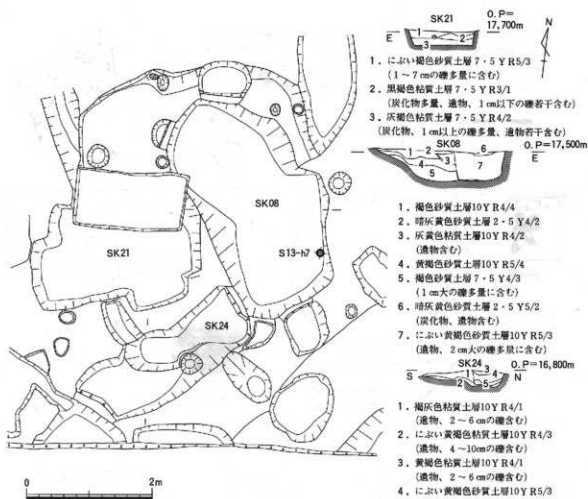 SK21
O.P=
17,700m
E
1
2
3
N
1．にぶい褐色砂質土層7・5YR5/3
(1～7cmの礫多量に含む)
2．黒褐色粘質土層7・5YR3/1
(炭化物多量、遺物、1cm以下の礫若干含む)
3．灰褐色粘質土層7・5YR4/2
(炭化物、1cm以上の礫多量、遺物若干含む)
SK08
O.P=17,500m
E
1
2
3
4
5
6
7
1．褐色砂質土層10YR4/4
2．暗灰黄色砂質土層2・5Y4/2
3．灰黄色粘質土層10YR4/2
(遺物含む)
4．黄褐色砂質土層10YR5/4
5．褐色砂質土層7・5Y4/3
(1cm大の礫多量に含む)
6．暗灰黄色砂質土層2・5Y5/2
(炭化物、遺物含む)
7．にぶい黄褐色砂質土層10YR5/3
(遺物、2cm大の礫多量に含む)
SK24
O.P=16,800m
S
N
1
2
3
4
5
1．褐灰色粘質土層10YR4/1
(遺物、2～6cmの礫含む)
2．にぶい黄褐色粘質土層10YR4/3
(遺物、4～10cmの礫含む)
3．黄褐色粘質土層10YR4/1
(遺物、2～6cmの礫含む)
4．にぶい黄褐色砂質土層10YR5/3
SK08
SK21
S13-h7
SK24
0
2m